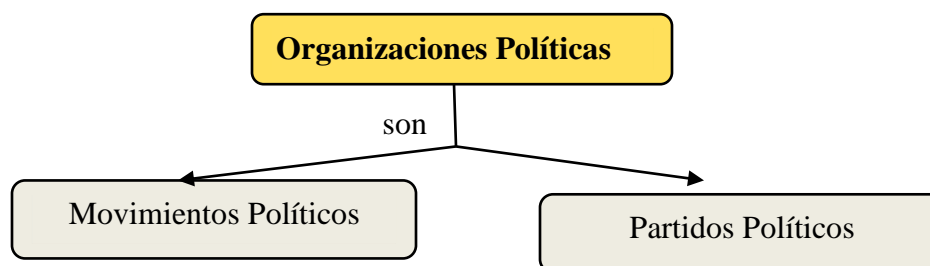 Organizaciones Políticas
son
Movimientos Políticos
Partidos Políticos